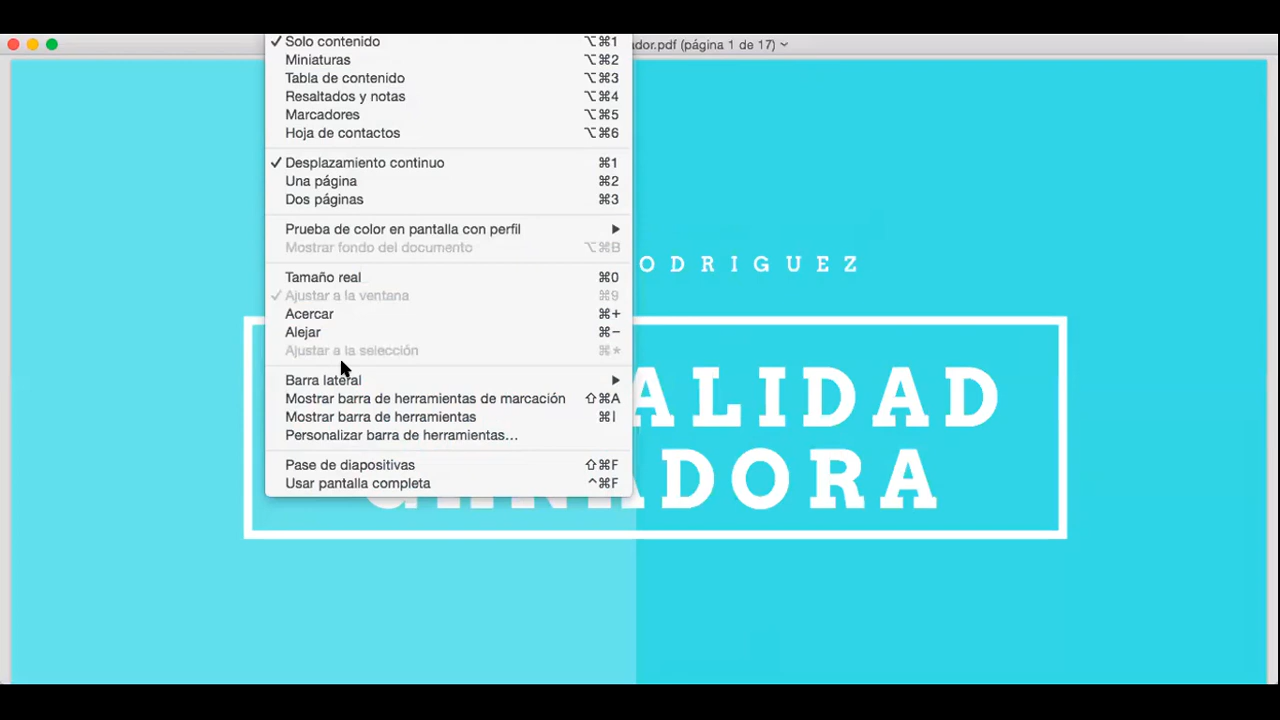 ador.pdf (página 1 de 17)
Solo contenido ⌥⌘1
Miniaturas ⌥⌘2
Tabla de contenido ⌥⌘3
Resaltados y notas ⌥⌘4
Marcadores ⌥⌘5
Hoja de contactos ⌥⌘6
Desplazamiento continuo ⌘1
Una página ⌘2
Dos páginas ⌘3
Prueba de color en pantalla con perfil
Mostrar fondo del documento ⌥⌘B
Tamaño real ⌘0
Ajustar a la ventana ⌘9
Acercar ⌘+
Alejar ⌘−
Ajustar a la selección ⌘*
Barra lateral
Mostrar barra de herramientas de marcación ⇧⌘A
Mostrar barra de herramientas ⌘I
Personalizar barra de herramientas...
Pase de diapositivas ⇧⌘F
Usar pantalla completa ^⌘F
ODRIGUEZ
ALIDAD
ADORA